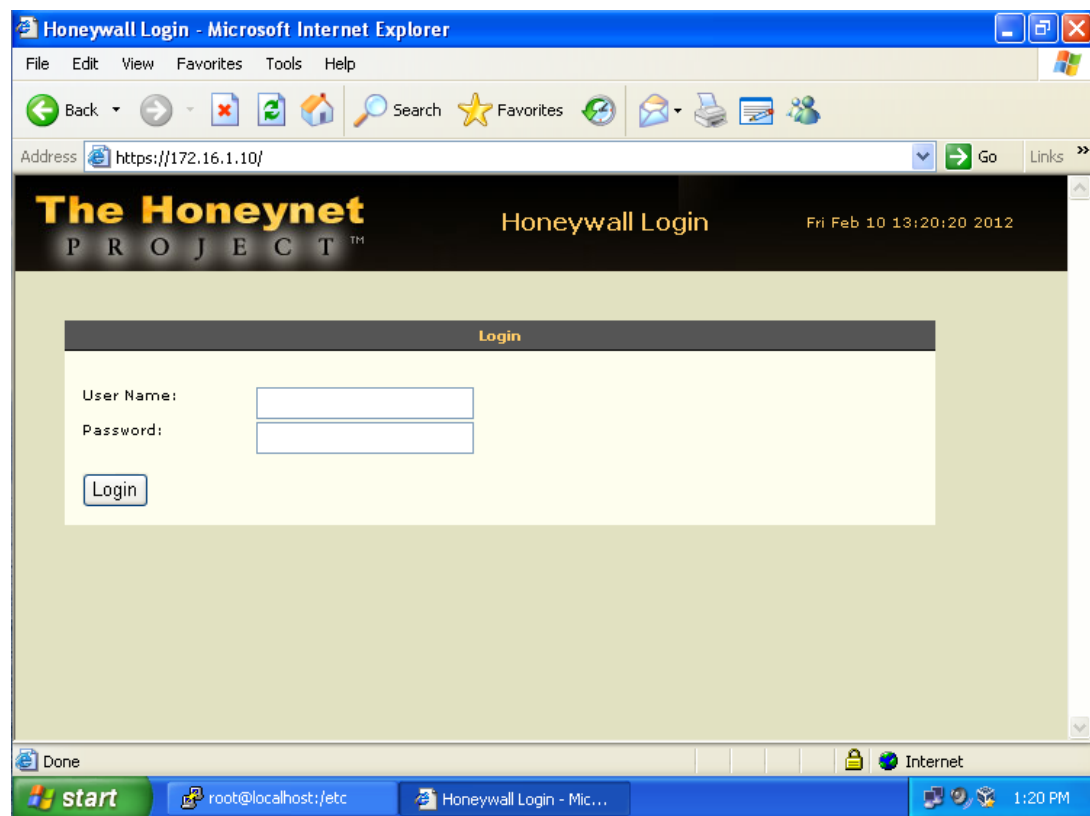 Honeywall Login - Microsoft Internet Explorer
File Edit View Favorites Tools Help
Back Search Favorites
Address https://172.16.1.10/ Go Links »
The Honeynet
PROJECT™
Honeywall Login
Fri Feb 10 13:20:20 2012
Login
User Name:
Password:
Login
Done Internet
start root@localhost:/etc Honeywall Login - Mic... 1:20 PM